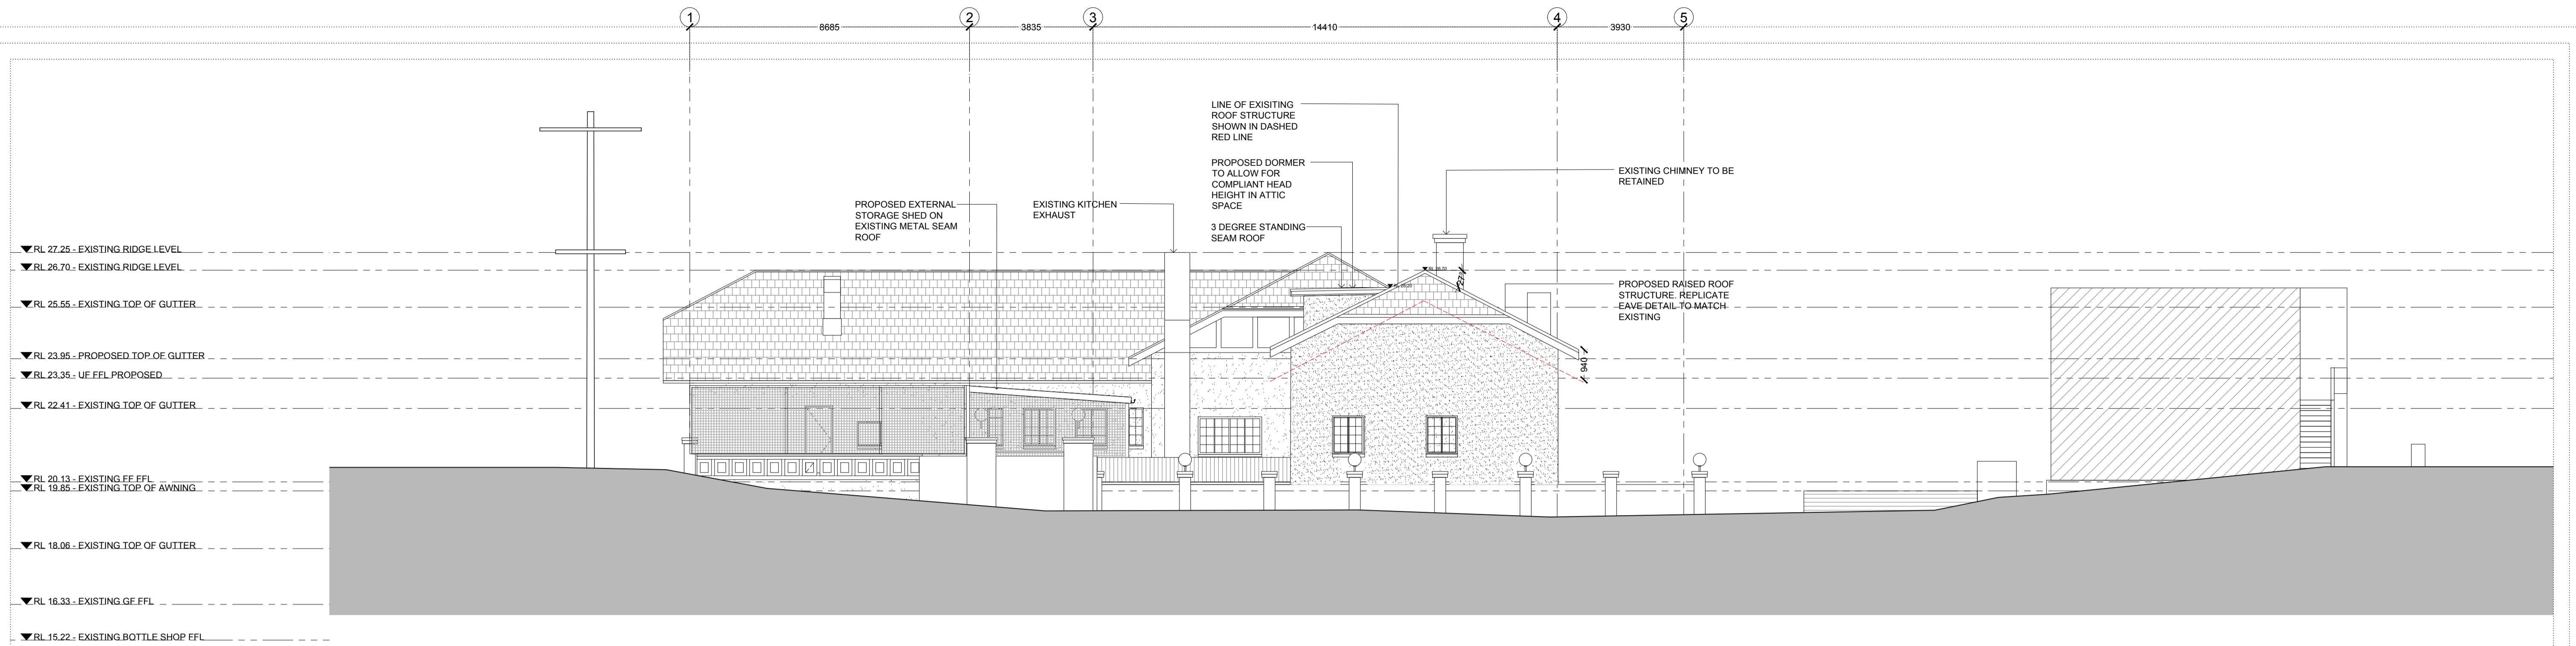 1 2 3 4 5
8685 3835 14410 3930
LINE OF EXISITING
ROOF STRUCTURE
SHOWN IN DASHED
RED LINE
PROPOSED DORMER
TO ALLOW FOR
COMPLIANT HEAD
HEIGHT IN ATTIC
SPACE
3 DEGREE STANDING
SEAM ROOF
EXISTING CHIMNEY TO BE
RETAINED
PROPOSED EXTERNAL
STORAGE SHED ON
EXISTING METAL SEAM
ROOF
EXISTING KITCHEN
EXHAUST
PROPOSED RAISED ROOF
STRUCTURE. REPLICATE
EAVE DETAIL TO MATCH
EXISTING
RL 26.70
RL 26.20
940
RL 27.25 - EXISTING RIDGE LEVEL
RL 26.70 - EXISTING RIDGE LEVEL
RL 25.55 - EXISTING TOP OF GUTTER
RL 23.95 - PROPOSED TOP OF GUTTER
RL 23.35 - UF FFL PROPOSED
RL 22.41 - EXISTING TOP OF GUTTER
RL 20.13 - EXISTING FF FFL
RL 19.85 - EXISTING TOP OF AWNING
RL 18.06 - EXISTING TOP OF GUTTER
RL 16.33 - EXISTING GF FFL
RL 15.22 - EXISTING BOTTLE SHOP FFL